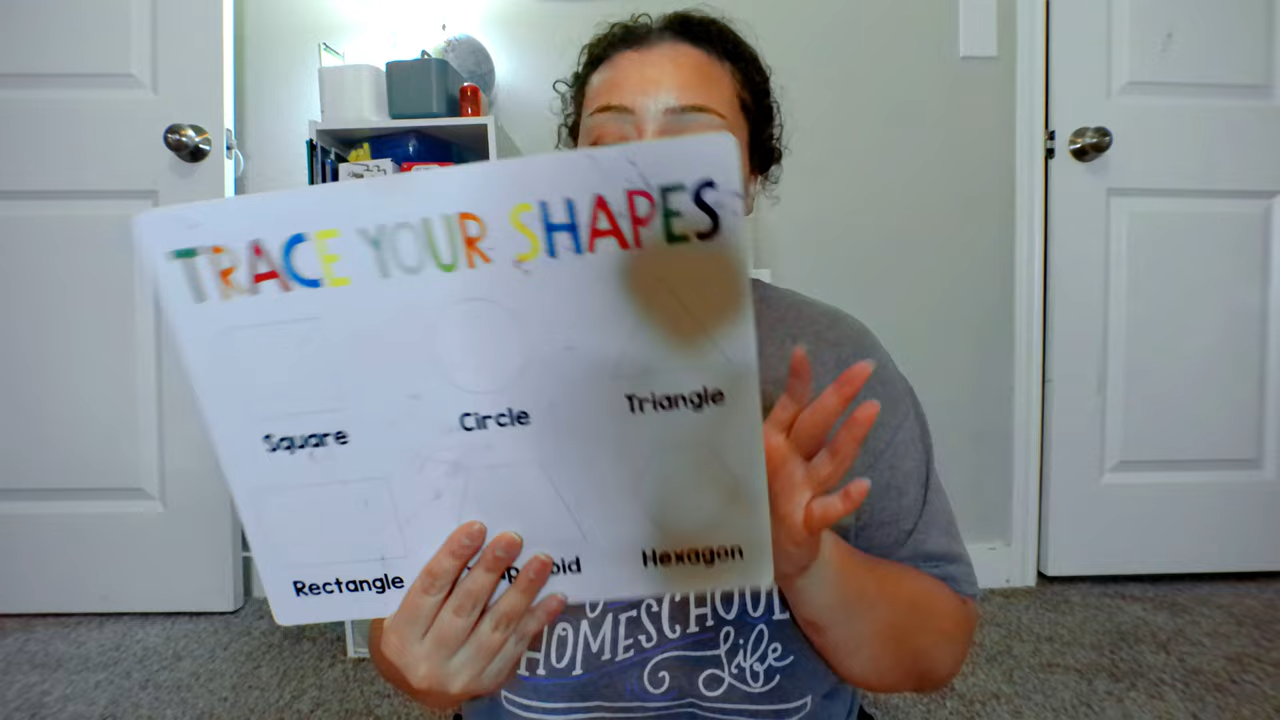 TRACE YOUR SHAPES
Square Circle Triangle
Rectangle Hexagon
HOMESCHOOL
Life